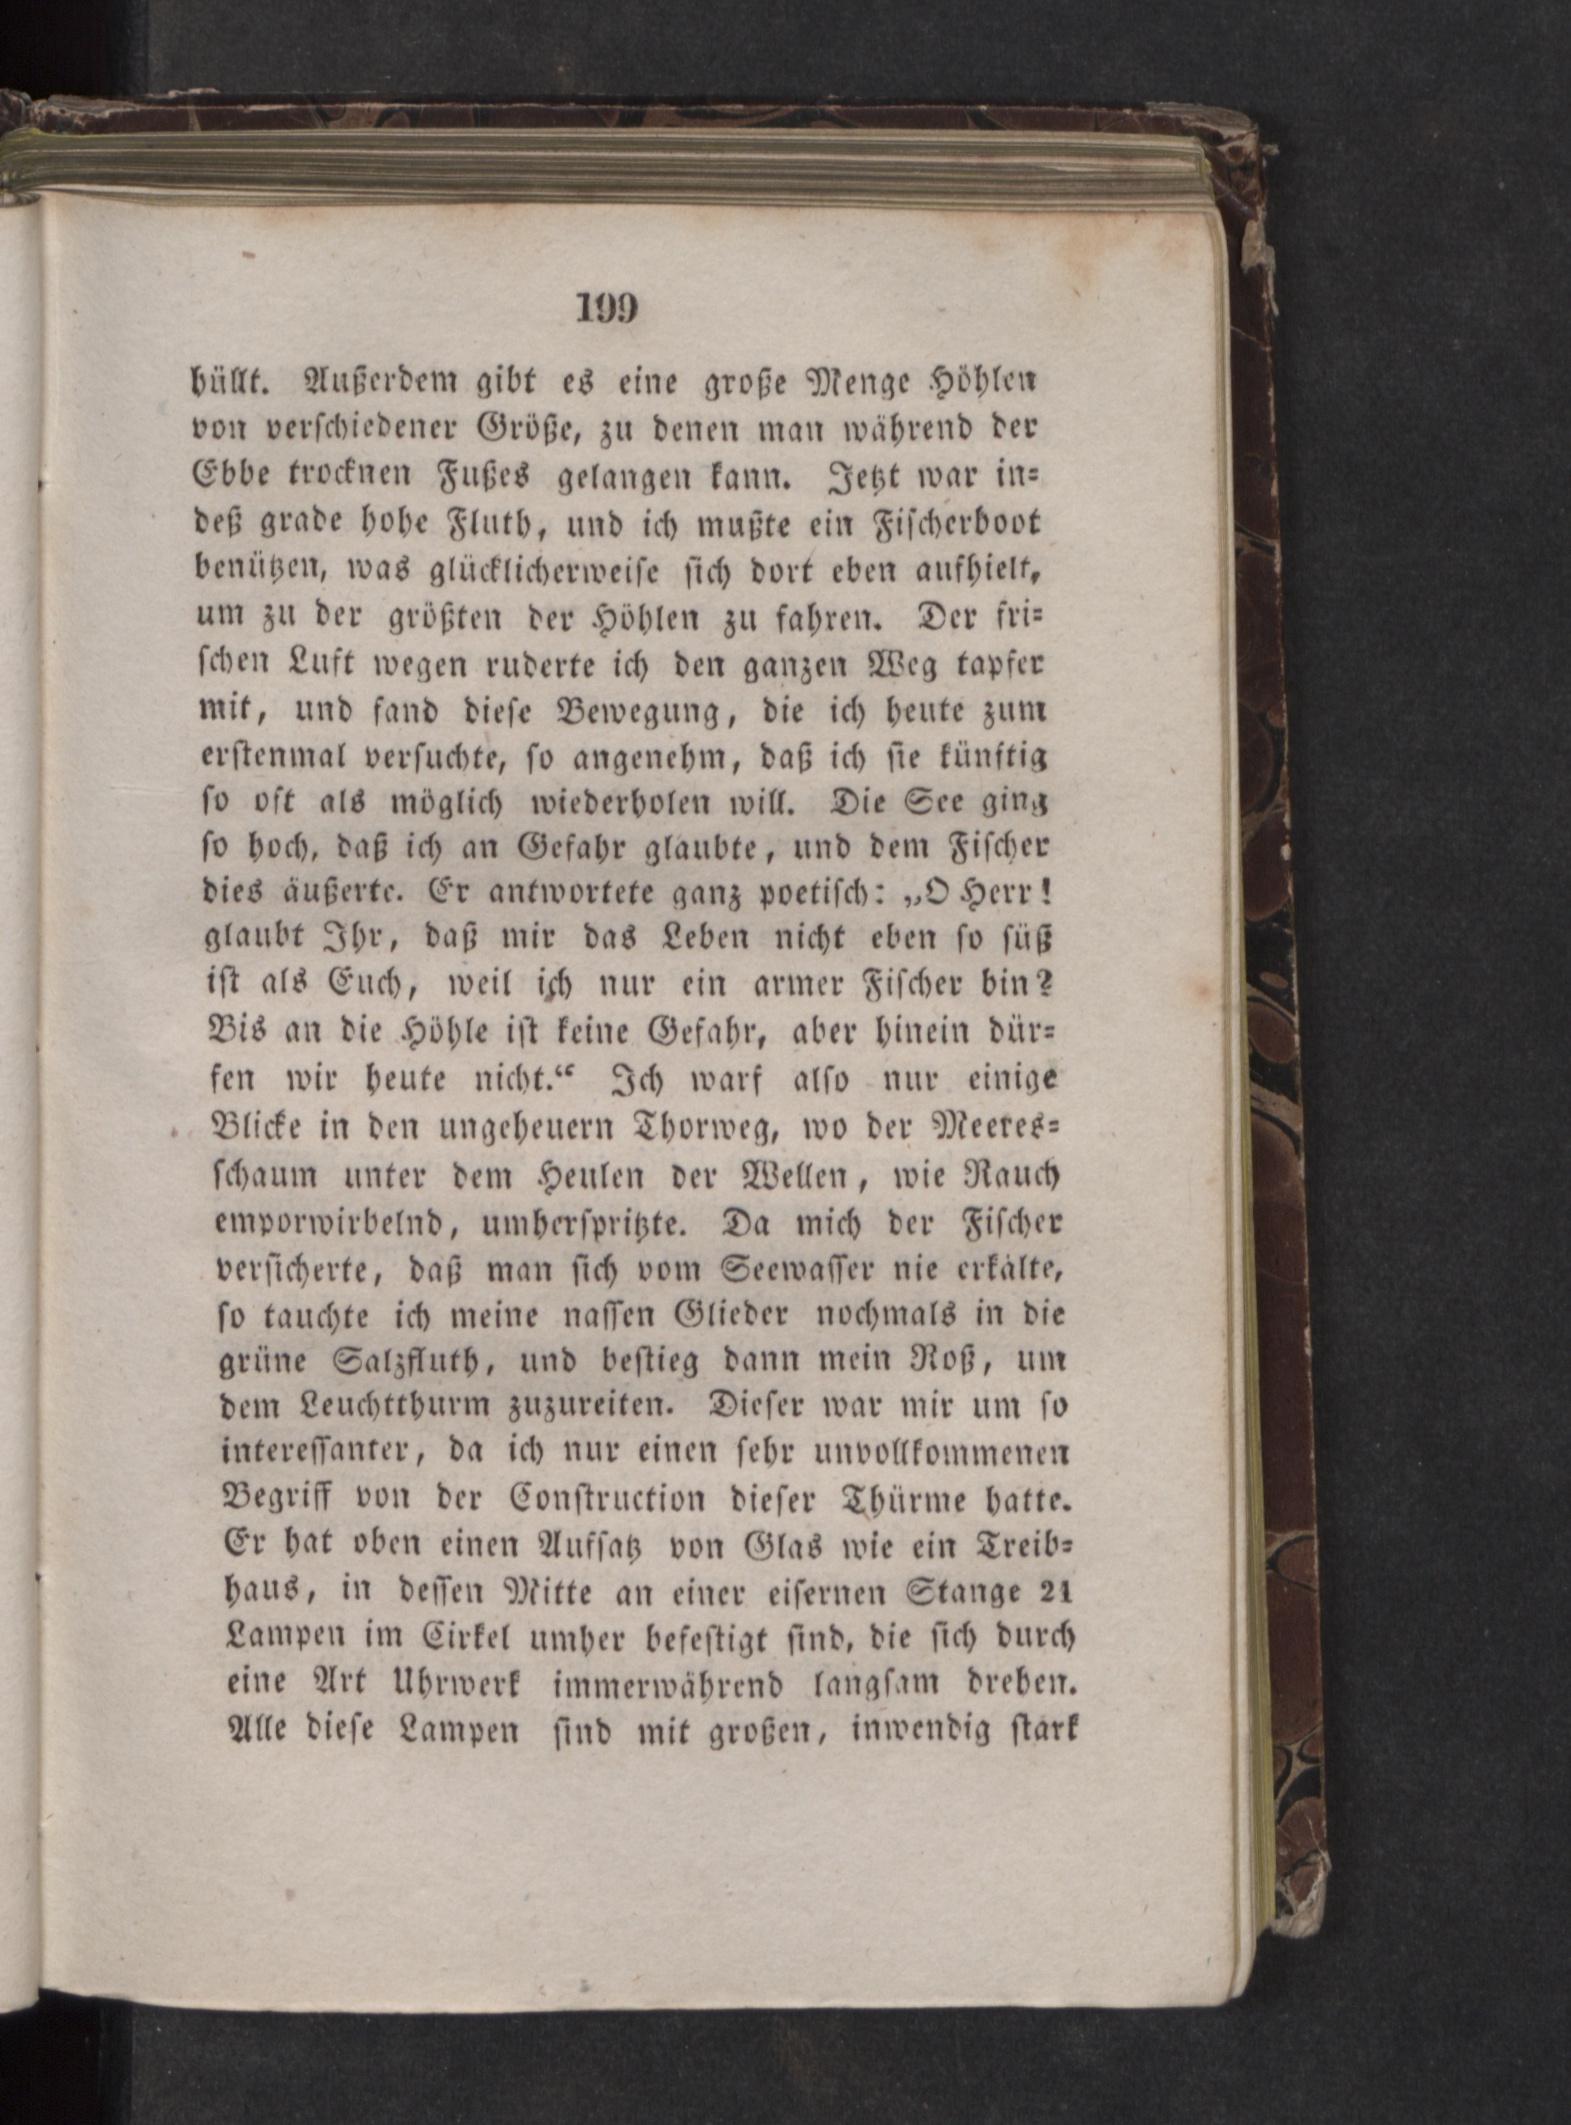 199
hüllt. Außerdem gibt es eine große Menge Höhlen
von verſchiedener Größe, zu denen man während der
Ebbe trocknen Fußes gelangen kann. Jetzt war in-
deß grade hohe Fluth, und ich mußte ein Fiſcherboot
benützen, was glücklicherweiſe ſich dort eben aufhielt,
um zu der größten der Höhlen zu fahren. Der fri-
ſchen Luft wegen ruderte ich den ganzen Weg tapfer
mit, und fand dieſe Bewegung, die ich heute zum
erſtenmal verſuchte, ſo angenehm, daß ich ſie künftig
ſo oft als möglich wiederholen will. Die See ging
ſo hoch, daß ich an Gefahr glaubte, und dem Fiſcher
dies äußerte. Er antwortete ganz poetiſch: „O Herr!
glaubt Ihr, daß mir das Leben nicht eben ſo ſüß
iſt als Euch, weil ich nur ein armer Fiſcher bin?
Bis an die Höhle iſt keine Gefahr, aber hinein dür-
fen wir heute nicht.“ Ich warf alſo nur einige
Blicke in den ungeheuern Thorweg, wo der Meeres-
ſchaum unter dem Heulen der Wellen, wie Rauch
emporwirbelnd, umherſpritzte. Da mich der Fiſcher
verſicherte, daß man ſich vom Seewaſſer nie erkälte,
ſo tauchte ich meine naſſen Glieder nochmals in die
grüne Salzfluth, und beſtieg dann mein Roß, um
dem Leuchtthurm zuzureiten. Dieſer war mir um ſo
intereſſanter, da ich nur einen ſehr unvollkommenen
Begriff von der Conſtruction dieſer Thürme hatte.
Er hat oben einen Aufſatz von Glas wie ein Treib-
haus, in deſſen Mitte an einer eiſernen Stange 21
Lampen im Cirkel umher befeſtigt ſind, die ſich durch
eine Art Uhrwerk immerwährend langſam drehen.
Alle dieſe Lampen ſind mit großen, inwendig ſtark